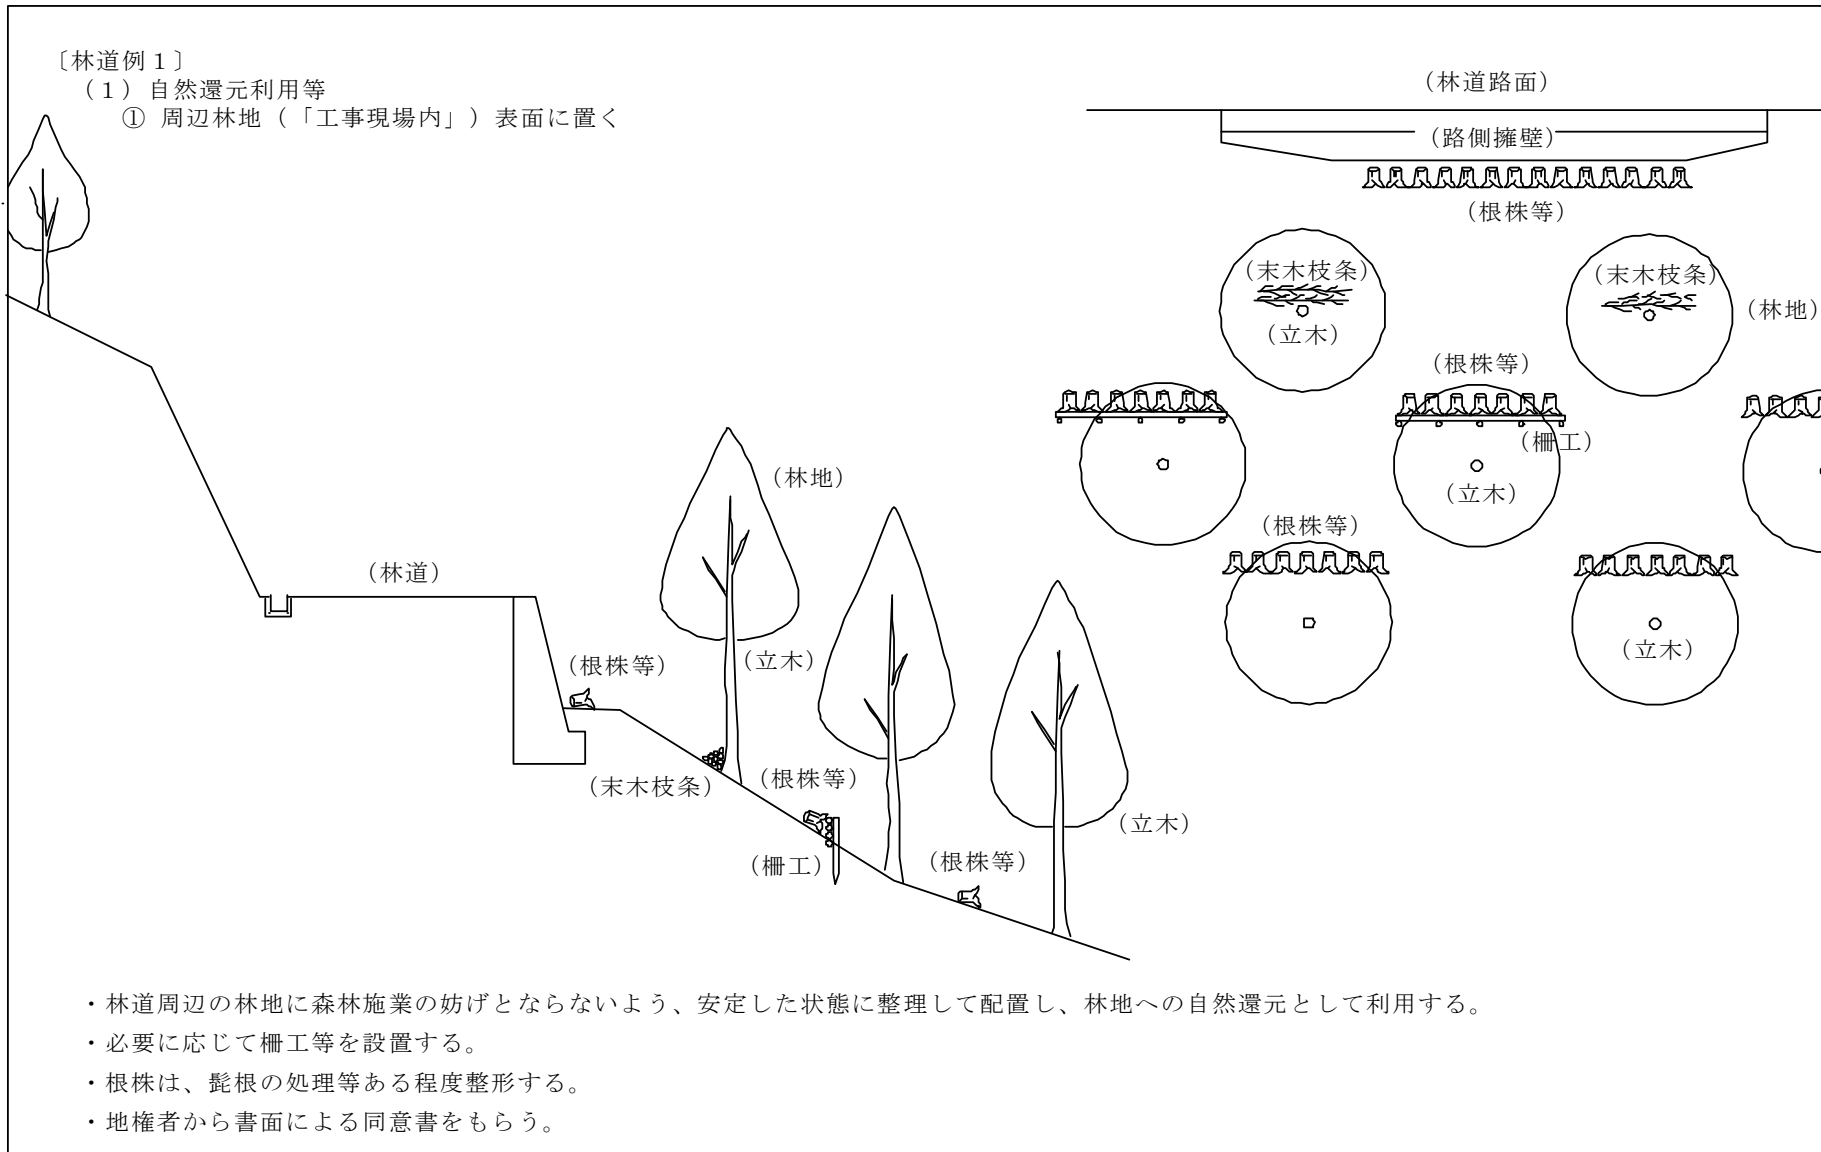 〔林道例１〕
（１）自然還元利用等
① 周辺林地（「工事現場内」）表面に置く
（林道路面）
（路側擁壁）
（根株等）
（末木枝条）
（末木枝条）
（林地）
（立木）
（根株等）
（柵工）
（立木）
（根株等）
（立木）
（林地）
（林道）
（根株等）
（立木）
（末木枝条）
（根株等）
（柵工）
（根株等）
（立木）
・林道周辺の林地に森林施業の妨げとならないよう、安定した状態に整理して配置し、林地への自然還元として利用する。
・必要に応じて柵工等を設置する。
・根株は、髭根の処理等ある程度整形する。
・地権者から書面による同意書をもらう。